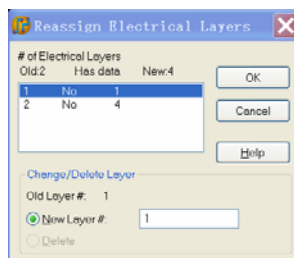 Reassign Electrical Layers
# of Electrical Layers
Old:2 Has data New:4
1 No 1
2 No 4
OK
Cancel
Help
Change/Delete Layer
Old Layer #: 1
New Layer #: 1
Delete